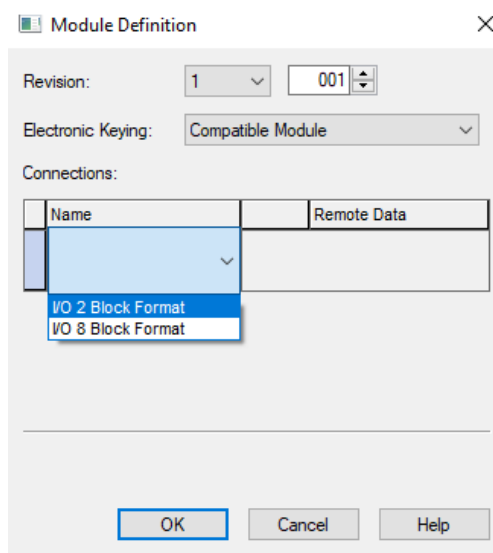 Module Definition
Revision: 1 001
Electronic Keying: Compatible Module
Connections:
Name Remote Data
I/O 2 Block Format
I/O 8 Block Format
OK Cancel Help